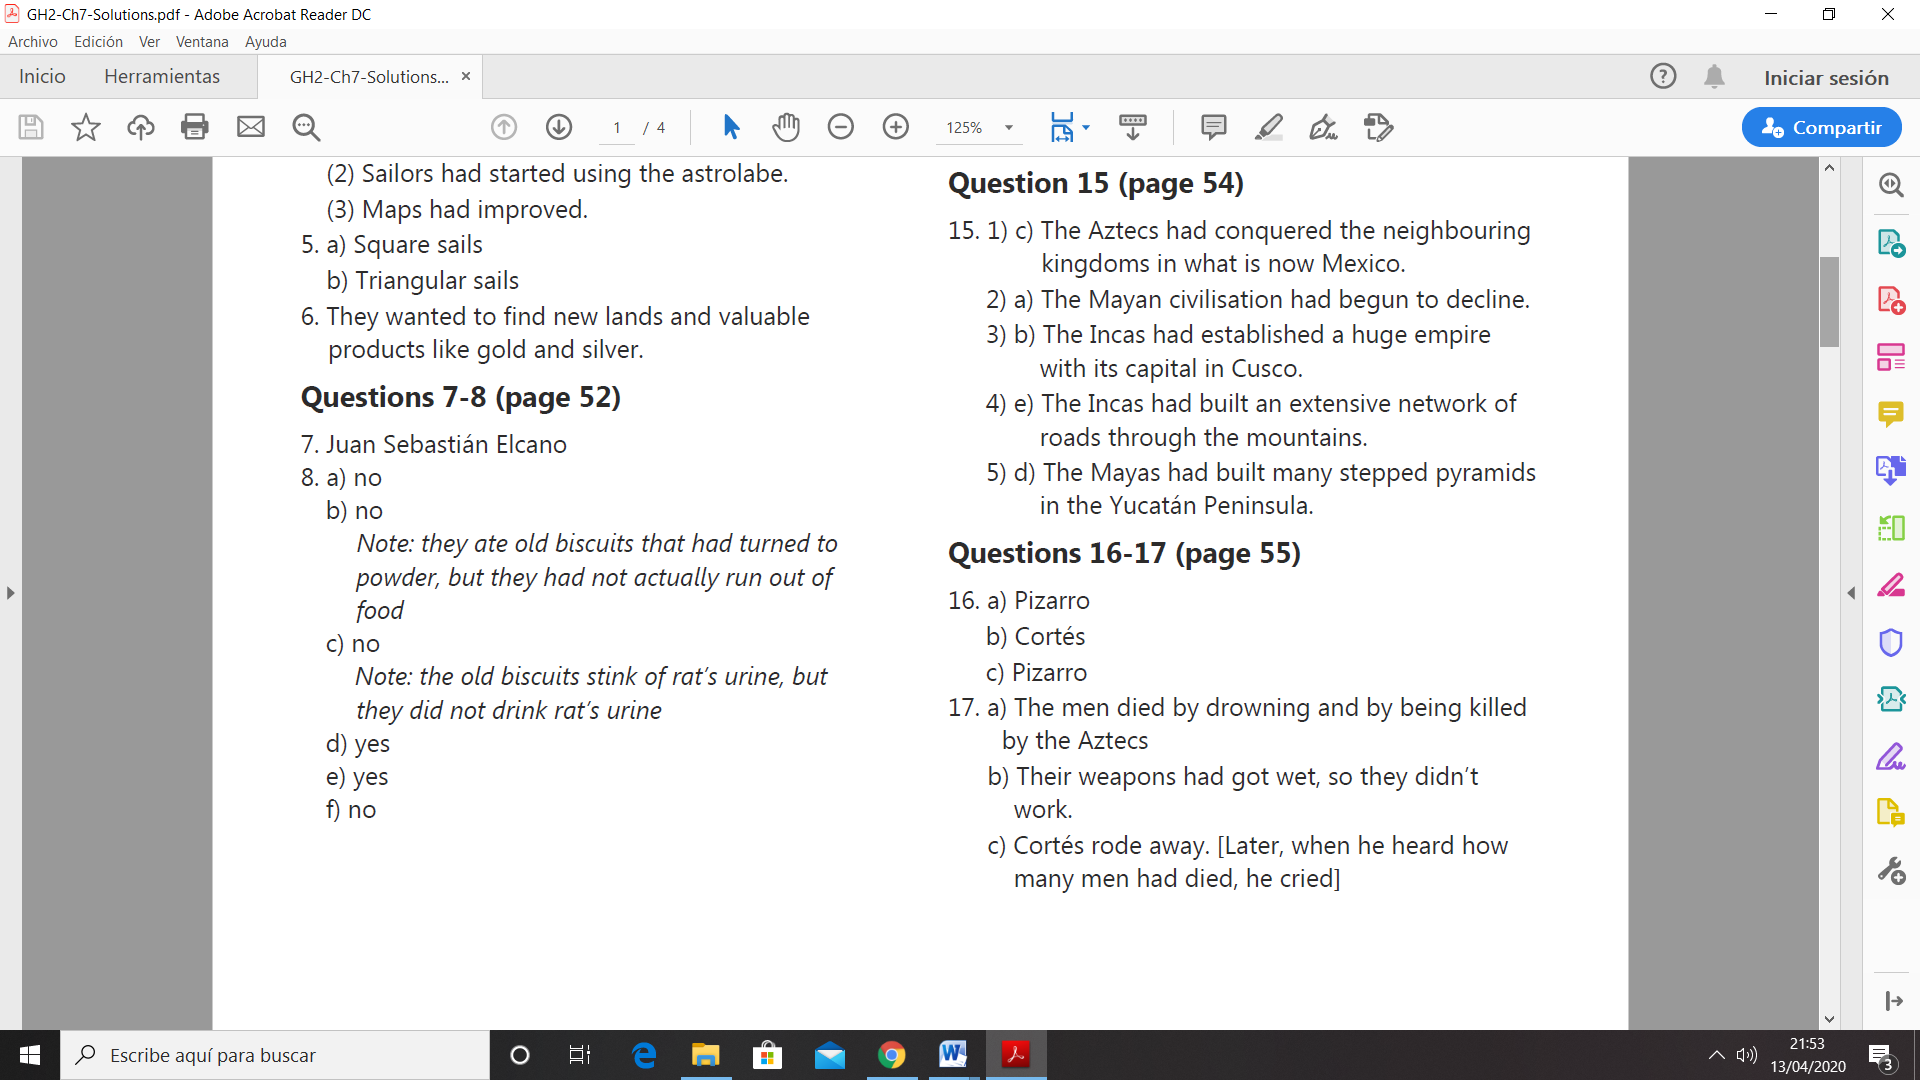 GH2-Ch7-Solutions.pdf - Adobe Acrobat Reader DC
Archivo Edición Ver Ventana Ayuda
Inicio Herramientas GH2-Ch7-Solutions... × Iniciar sesión
1 / 4 125% Compartir
(2) Sailors had started using the astrolabe.
(3) Maps had improved.
5. a) Square sails
b) Triangular sails
6. They wanted to find new lands and valuable
products like gold and silver.
Questions 7-8 (page 52)
7. Juan Sebastián Elcano
8. a) no
b) no
Note: they ate old biscuits that had turned to
powder, but they had not actually run out of
food
c) no
Note: the old biscuits stink of rat's urine, but
they did not drink rat's urine
d) yes
e) yes
f) no
Question 15 (page 54)
15. 1) c) The Aztecs had conquered the neighbouring
kingdoms in what is now Mexico.
2) a) The Mayan civilisation had begun to decline.
3) b) The Incas had established a huge empire
with its capital in Cusco.
4) e) The Incas had built an extensive network of
roads through the mountains.
5) d) The Mayas had built many stepped pyramids
in the Yucatán Peninsula.
Questions 16-17 (page 55)
16. a) Pizarro
b) Cortés
c) Pizarro
17. a) The men died by drowning and by being killed
by the Aztecs
b) Their weapons had got wet, so they didn't
work.
c) Cortés rode away. [Later, when he heard how
many men had died, he cried]
Escribe aquí para buscar
21:53
13/04/2020
3